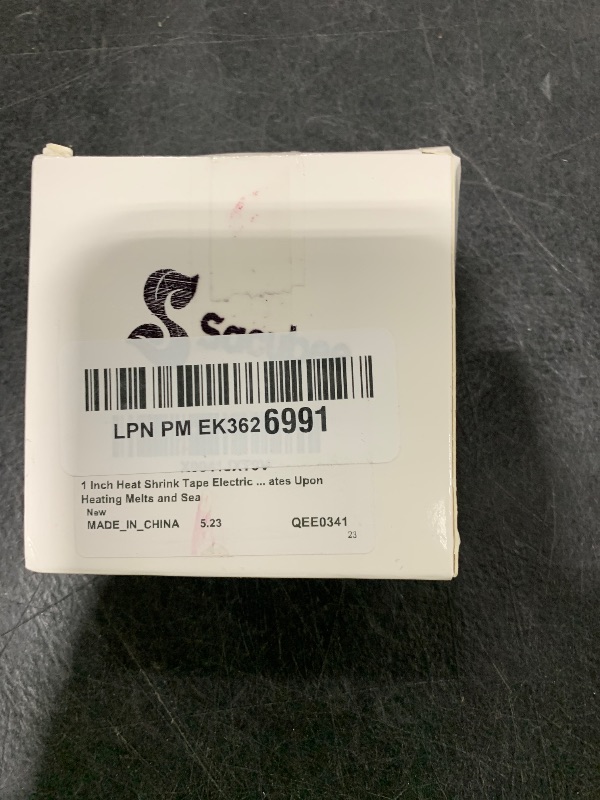 LPN PM EK3626991
1 Inch Heat Shrink Tape Electric ... ates Upon
Heating Melts and Sea
New
MADE_IN_CHINA 5.23 QEE0341
23